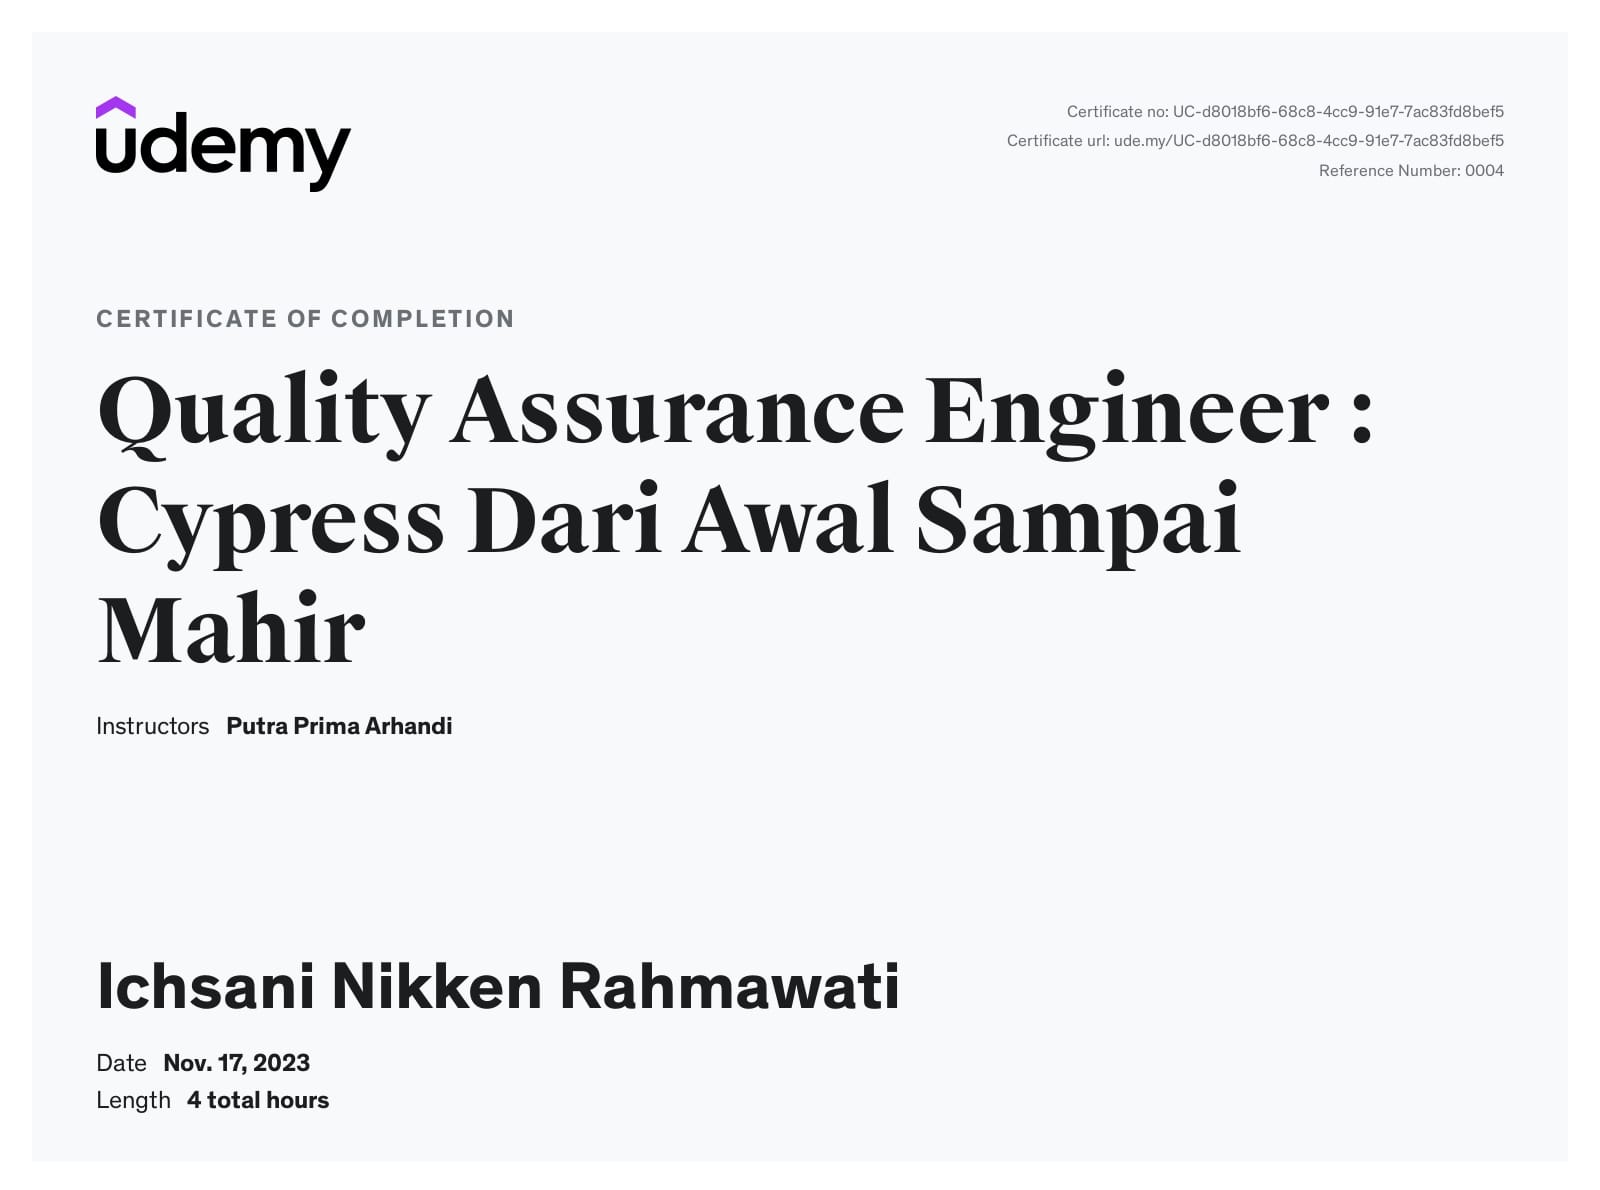 udemy
Certificate no: UC-d8018bf6-68c8-4cc9-91e7-7ac83fd8bef5
Certificate url: ude.my/UC-d8018bf6-68c8-4cc9-91e7-7ac83fd8bef5
Reference Number: 0004
CERTIFICATE OF COMPLETION
Quality Assurance Engineer :
Cypress Dari Awal Sampai
Mahir
Instructors Putra Prima Arhandi
Ichsani Nikken Rahmawati
Date Nov. 17, 2023
Length 4 total hours